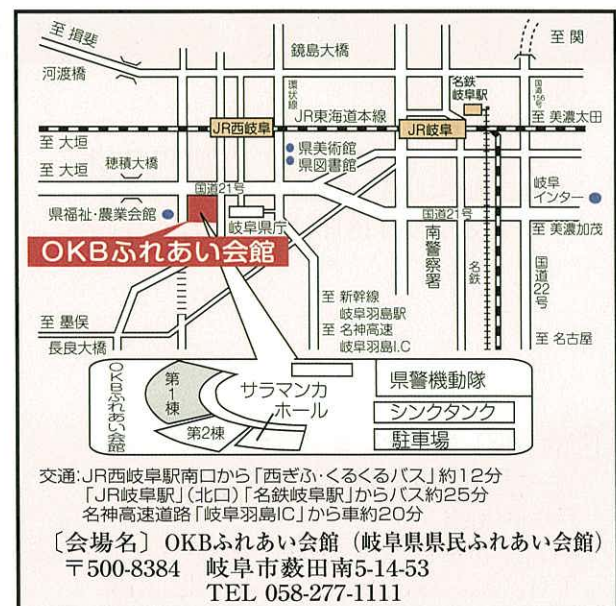 至 揖斐
鏡島大橋
至 関
河渡橋
環状線
名鉄
岐阜駅
国道156号
JR東海道本線
JR西岐阜
JR岐阜
至 美濃太田
至 大垣
県美術館
穂積大橋
県図書館
至 大垣
国道21号
岐阜
インター
県福祉・農業会館
岐阜県庁
国道21号
至 美濃加茂
OKBふれあい会館
南警察署
名鉄
国道22号
至 新幹線
岐阜羽島駅
至 墨俣
至 名神高速
岐阜羽島I.C
至 名古屋
長良大橋
OKBふれあい会館
第1棟
サラマンカ
ホール
第2棟
県警機動隊
シンクタンク
駐車場
交通:JR西岐阜駅南口から「西ぎふ・くるくるバス」約12分
「JR岐阜駅」(北口)「名鉄岐阜駅」からバス約25分
名神高速道路「岐阜羽島IC」から車約20分
〔会場名〕OKBふれあい会館(岐阜県県民ふれあい会館)
〒500-8384 岐阜市薮田南5-14-53
TEL 058-277-1111